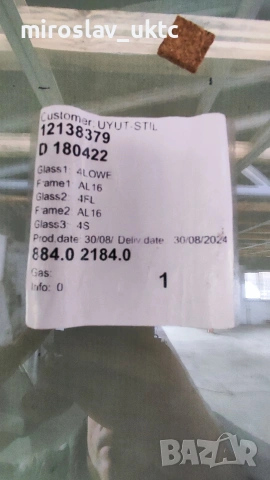 miroslav_uktc
Customer: UYUT-STIL
12138379
D 180422
Glass1: 4LOWE
Frame1: AL16
Glass2: 4FL
Frame2: AL16
Glass3: 4S
Prod.date: 30/08/ Deliv.date: 30/08/2024
884.0 2184.0
Gas: 1
Info: 0
BAZAR